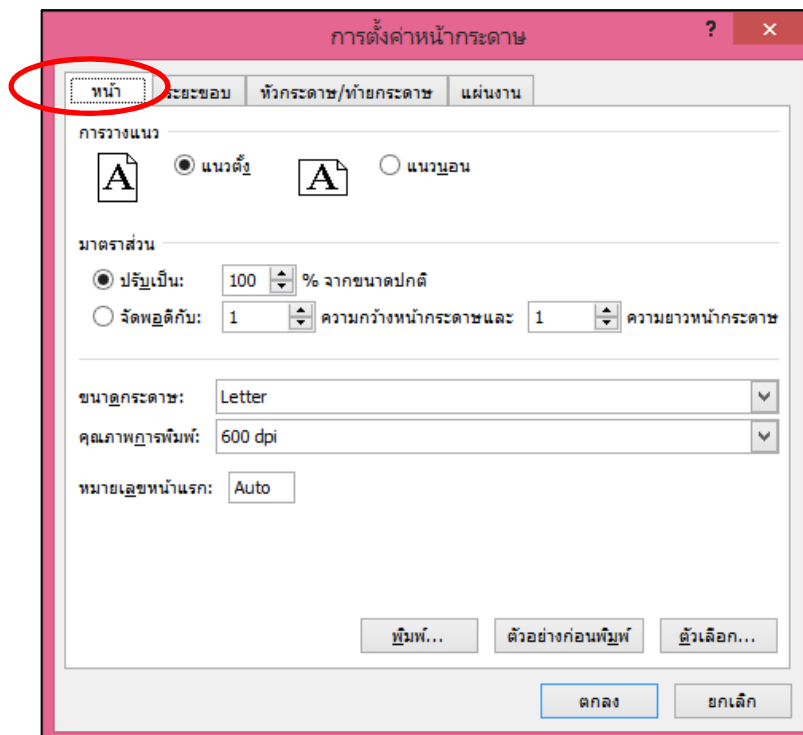 การตั้งค่าหน้ากระดาษ ? ×
หน้า ระยะขอบ หัวกระดาษ/ท้ายกระดาษ แผ่นงาน
การวางแนว
A แนวตั้ง A แนวนอน
มาตราส่วน
ปรับเป็น: 100 % จากขนาดปกติ
จัดพอดีกับ: 1 ความกว้างหน้ากระดาษและ 1 ความยาวหน้ากระดาษ
ขนาดกระดาษ: Letter
คุณภาพการพิมพ์: 600 dpi
หมายเลขหน้าแรก: Auto
พิมพ์... ตัวอย่างก่อนพิมพ์ ตัวเลือก...
ตกลง ยกเลิก